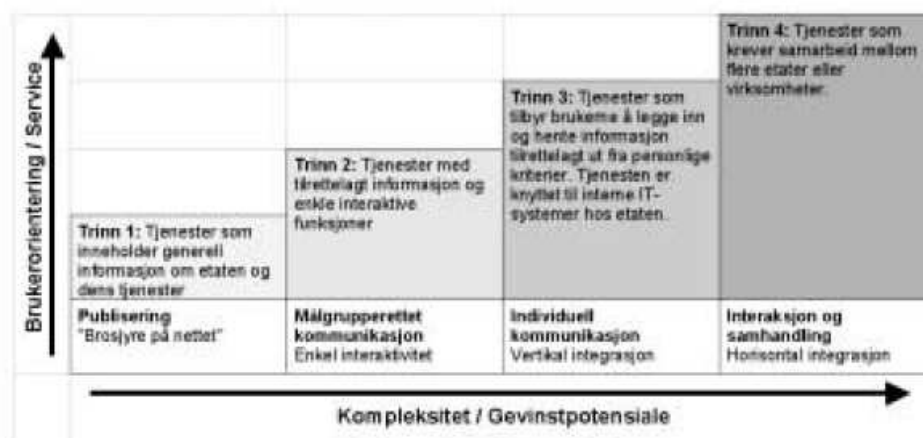 Brukerorientering / Service
Trinn 1: Tjenester som
inneholder generell
informasjon om etaten og
dens tjenester
Trinn 2: Tjenester med
tilrettelagt informasjon og
enkle interaktive
funksjoner
Trinn 3: Tjenester som
tilbyr brukerne å legge inn
og hente informasjon
tilrettelagt ut fra personlige
kriterier. Tjenesten er
knyttet til interne IT-
systemer hos etaten.
Trinn 4: Tjenester som
krever samarbeid mellom
flere etater eller
virksomheter.
Publisering
"Brosjyre på nettet"
Målgrupperettet
kommunikasjon
Enkel interaktivitet
Individuell
kommunikasjon
Vertikal integrasjon
Interaksjon og
samhandling
Horisontal integrasjon
Kompleksitet / Gevinstpotensiale